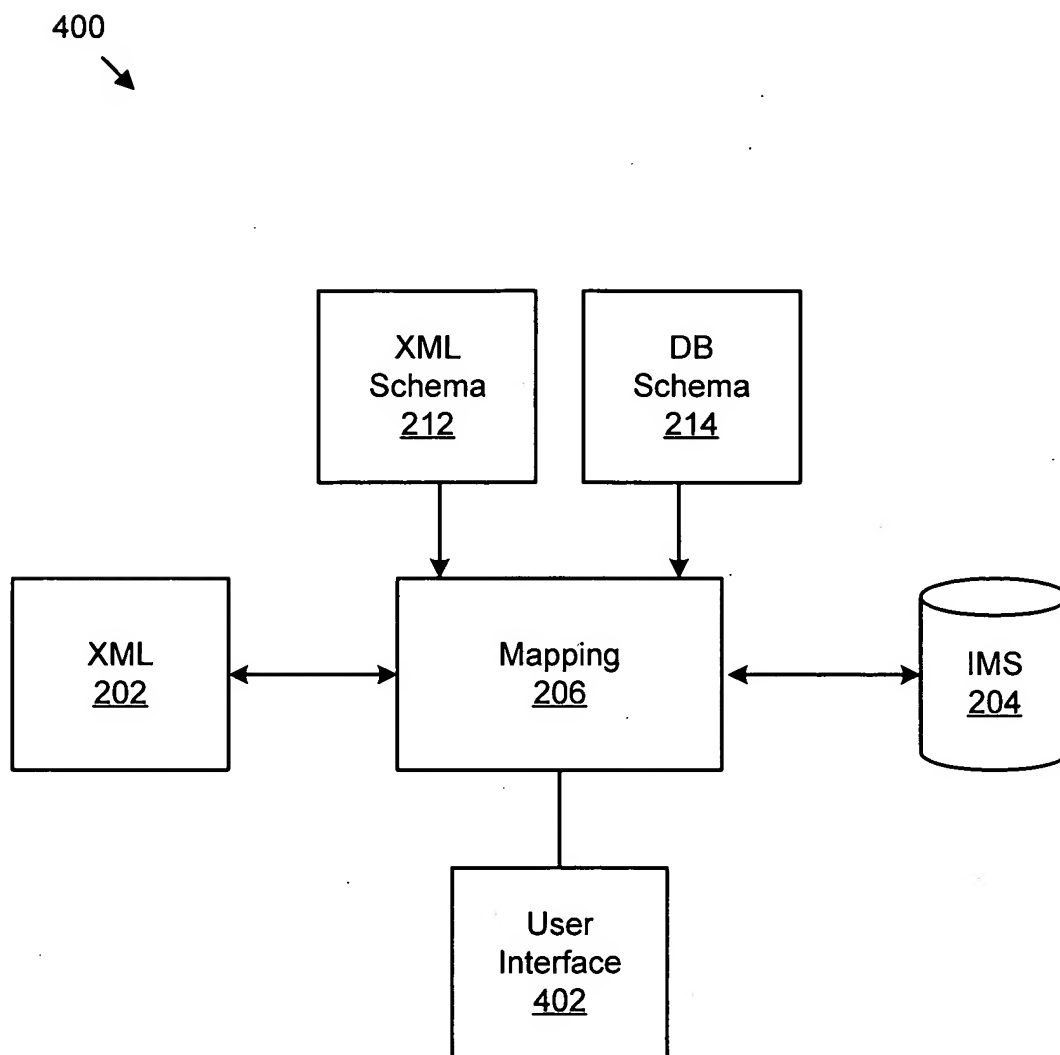 400
XML
Schema
212
DB
Schema
214
XML
202
Mapping
206
IMS
204
User
Interface
402